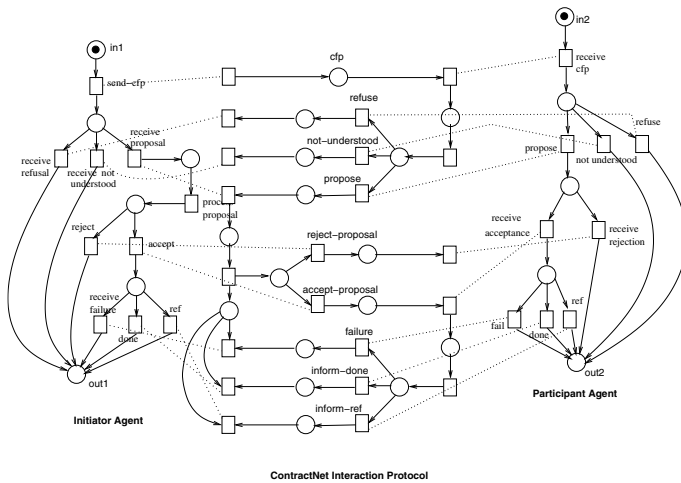 in1
in2
cfp
receive
cfp
send-cfp
refuse
refuse
receive
proposal
receive
refusal
receive not
understood
not-understood
propose
not understood
propose
proposal
reject
accept
reject-proposal
receive
acceptance
receive
rejection
accept-proposal
receive
failure
done
ref
failure
fail
done
ref
out1
inform-done
out2
inform-ref
Initiator Agent
Participant Agent
ContractNet Interaction Protocol